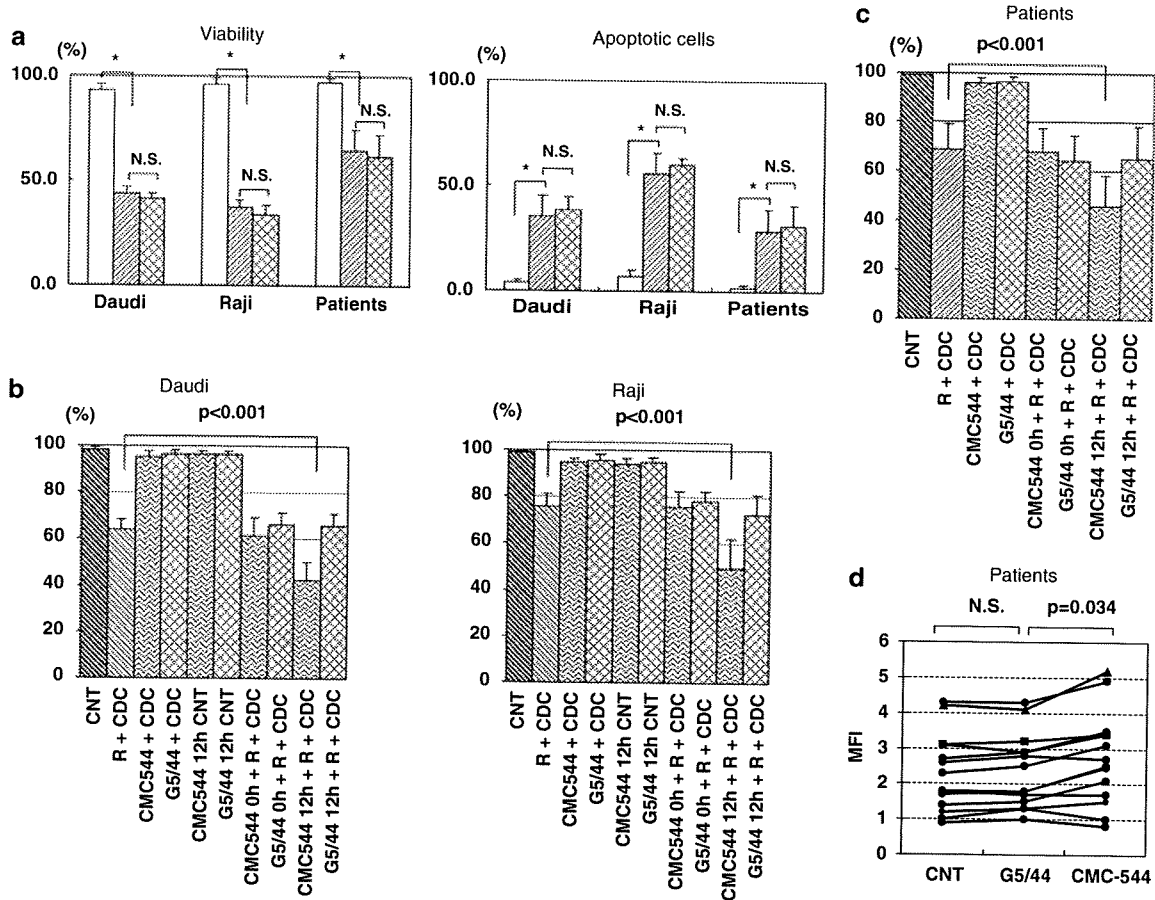 a
Viability
(%)
100.0
50.0
0.0
*
N.S.
*
N.S.
*
N.S.
Daudi
Raji
Patients
Apoptotic cells
(%)
100.0
50.0
0.0
*
N.S.
*
N.S.
*
N.S.
Daudi
Raji
Patients
b
Daudi
(%)
p<0.001
100
80
60
40
20
0
CNT
R + CDC
CMC544 + CDC
G5/44 + CDC
CMC544 12h CNT
G5/44 12h CNT
CMC544 0h + R + CDC
G5/44 0h + R + CDC
CMC544 12h + R + CDC
G5/44 12h + R + CDC
Raji
(%)
p<0.001
100
80
60
40
20
0
CNT
R + CDC
CMC544 + CDC
G5/44 + CDC
CMC544 12h CNT
G5/44 12h CNT
CMC544 0h + R + CDC
G5/44 0h + R + CDC
CMC544 12h + R + CDC
G5/44 12h + R + CDC
c
Patients
(%)
p<0.001
100
80
60
40
20
0
CNT
R + CDC
CMC544 + CDC
G5/44 + CDC
CMC544 0h + R + CDC
G5/44 0h + R + CDC
CMC544 12h + R + CDC
G5/44 12h + R + CDC
d
Patients
N.S.
p=0.034
MFI
6
5
4
3
2
1
0
CNT
G5/44
CMC-544